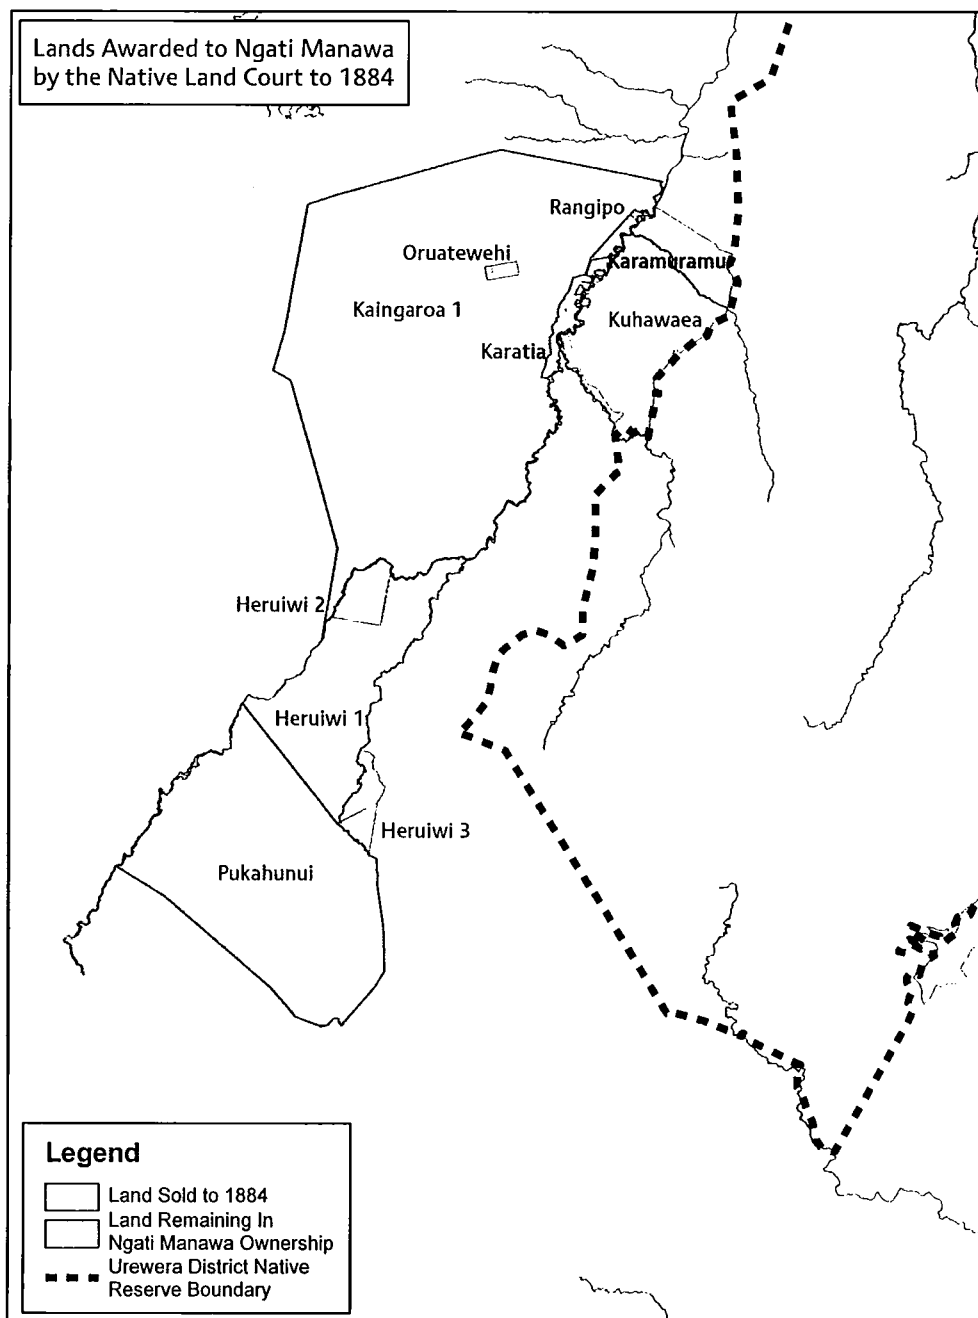 Lands Awarded to Ngati Manawa
by the Native Land Court to 1884
Rangipo
Oruatewehi
Karamuramu
Kaingaroa 1
Kuhawaea
Karatia
Heruiwi 2
Heruiwi 1
Heruiwi 3
Pukahunui
Legend
Land Sold to 1884
Land Remaining In
Ngati Manawa Ownership
Urewera District Native
Reserve Boundary